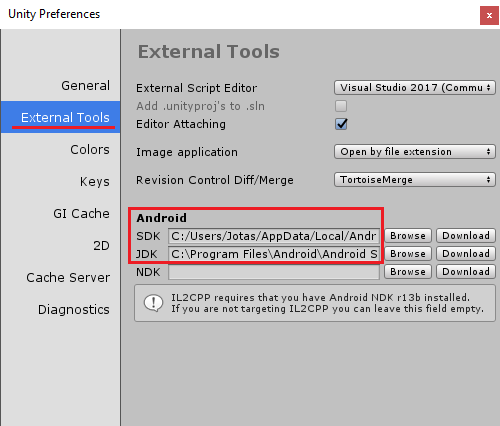 Unity Preferences
x
General
External Tools
Colors
Keys
GI Cache
2D
Cache Server
Diagnostics
External Tools
External Script Editor Visual Studio 2017 (Commu
Add .unityproj's to .sln
Editor Attaching
Image application Open by file extension
Revision Control Diff/Merge TortoiseMerge
Android
SDK C:/Users/Jotas/AppData/Local/Andr Browse Download
JDK C:\Program Files\Android\Android S Browse Download
NDK Browse Download
IL2CPP requires that you have Android NDK r13b installed.
If you are not targeting IL2CPP you can leave this field empty.